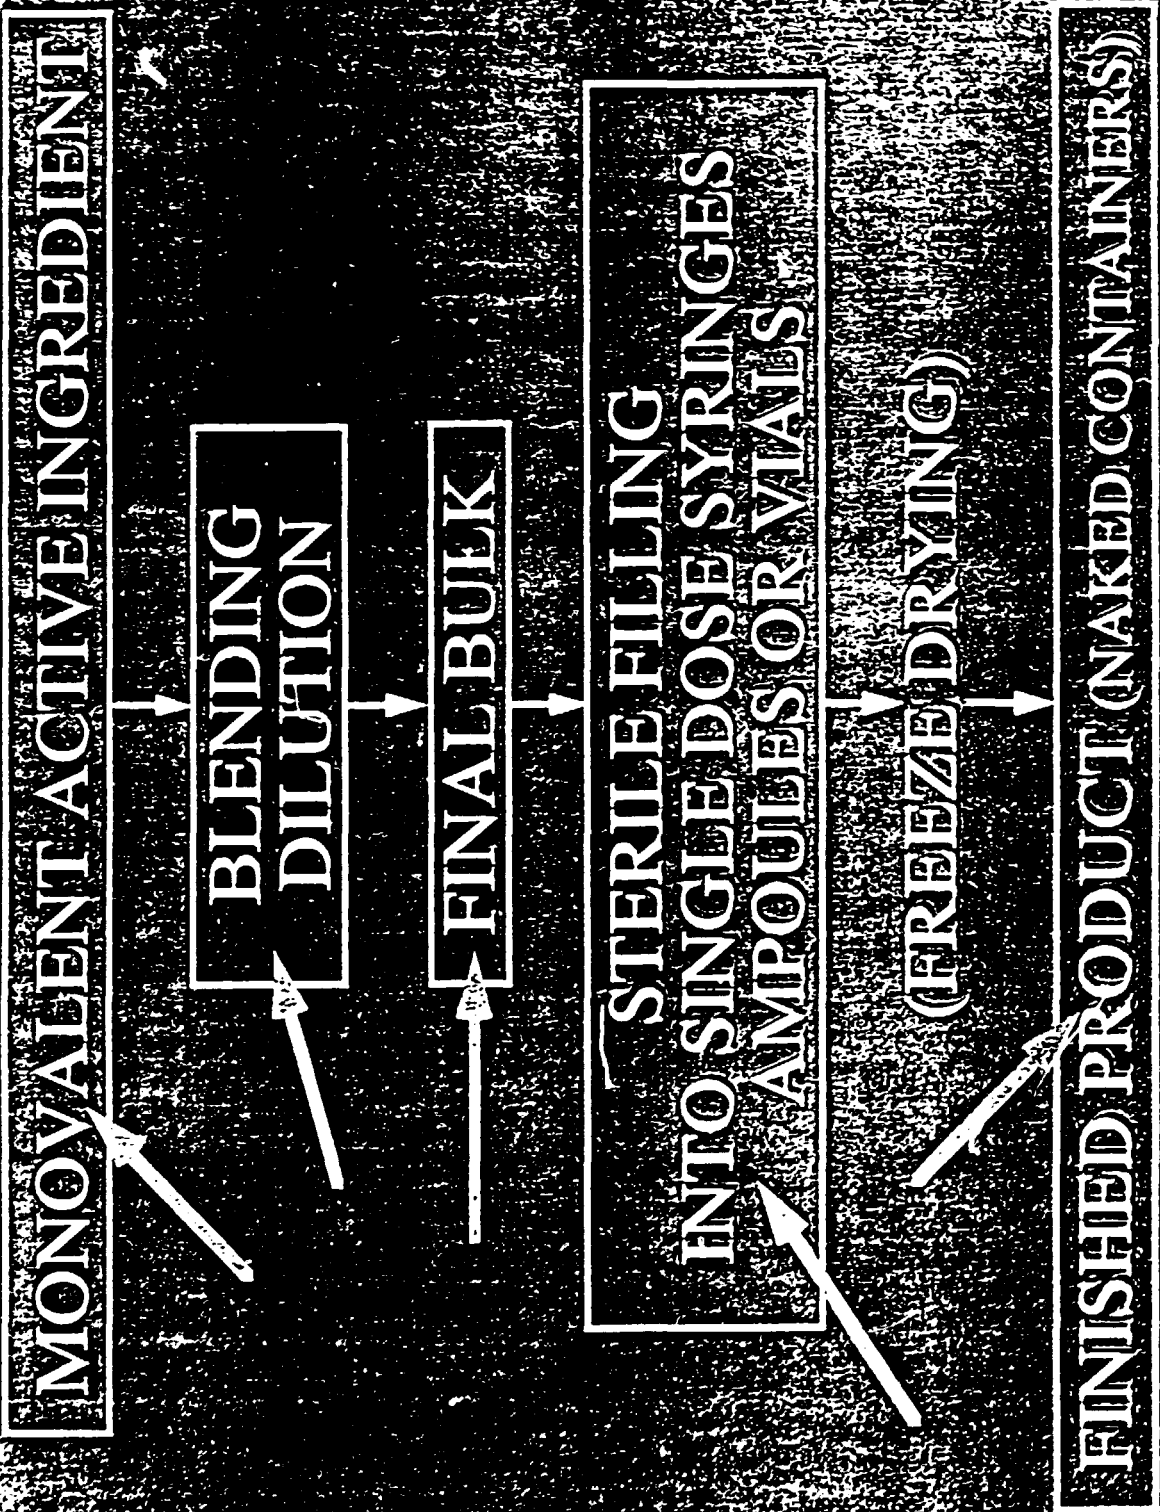 MONOVALENT ACTIVE INGREDIENT
BLENDING
DILUTION
FINAL BULK
STERILE FILLING
INTO SINGLE DOSE SYRINGES
AMPOULES OR VIALS
(FREEZE DRYING)
FINISHED PRODUCT (NAKED CONTAINERS)